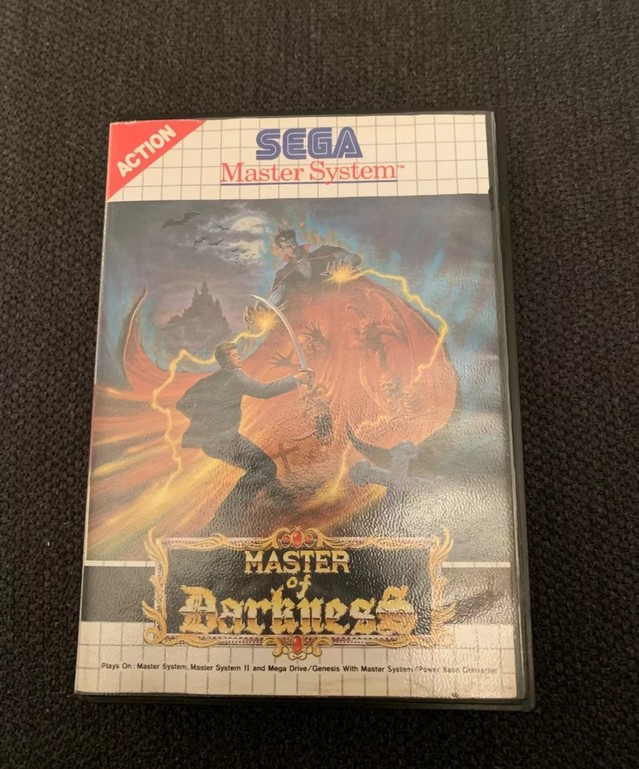 ACTION
SEGA
Master System™
MASTER
of
Darkness
Plays On : Master System, Master System II and Mega Drive/Genesis With Master System/Power Base Converter